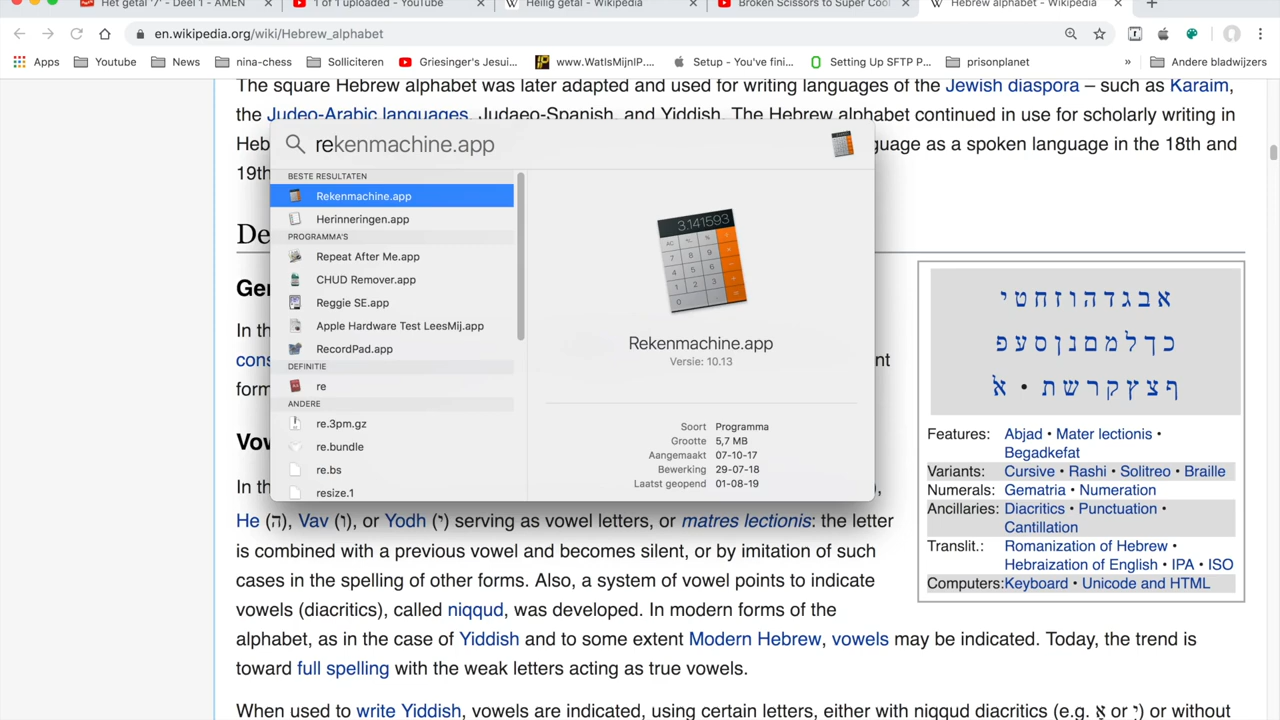 Het getal '7' - Deel 1 - AMEN
1 of 1 uploaded - YouTube
Heilig getal - Wikipedia
Broken Scissors to Super Cool
Hebrew alphabet - Wikipedia
en.wikipedia.org/wiki/Hebrew_alphabet
Apps Youtube News nina-chess Solliciteren Griesinger's Jesui... www.WatIsMijnIP.... Setup - You've fini... Setting Up SFTP P... prisonplanet » Andere bladwijzers
The square Hebrew alphabet was later adapted and used for writing languages of the Jewish diaspora – such as Karaim,
the Judeo-Arabic languages, Judaeo-Spanish, and Yiddish. The Hebrew alphabet continued in use for scholarly writing in
Heb
guage as a spoken language in the 18th and
19th
rekenmachine.app
BESTE RESULTATEN
Rekenmachine.app
Herinneringen.app
PROGRAMMA'S
Repeat After Me.app
CHUD Remover.app
Reggie SE.app
Apple Hardware Test LeesMij.app
RecordPad.app
DEFINITIE
re
ANDERE
re.3pm.gz
re.bundle
re.bs
resize.1
3.141593
Rekenmachine.app
Versie: 10.13
Soort Programma
Grootte 5,7 MB
Aangemaakt 07-10-17
Bewerking 29-07-18
Laatst geopend 01-08-19
De
Gen
In th
cons
ent
form
Vow
In th
He (ה), Vav (ו), or Yodh (י) serving as vowel letters, or matres lectionis: the letter
is combined with a previous vowel and becomes silent, or by imitation of such
cases in the spelling of other forms. Also, a system of vowel points to indicate
vowels (diacritics), called niqqud, was developed. In modern forms of the
alphabet, as in the case of Yiddish and to some extent Modern Hebrew, vowels may be indicated. Today, the trend is
toward full spelling with the weak letters acting as true vowels.
When used to write Yiddish, vowels are indicated, using certain letters, either with niqqud diacritics (e.g. אָ or יִ) or without
א ב ג ד ה ו ז ח ט י
כ ך ל מ ם נ ן ס ע פ
ף צ ץ ק ר ש ת • א
Features: Abjad • Mater lectionis •
Begadkefat
Variants: Cursive • Rashi • Solitreo • Braille
Numerals: Gematria • Numeration
Ancillaries: Diacritics • Punctuation •
Cantillation
Translit.: Romanization of Hebrew •
Hebraization of English • IPA • ISO
Computers: Keyboard • Unicode and HTML